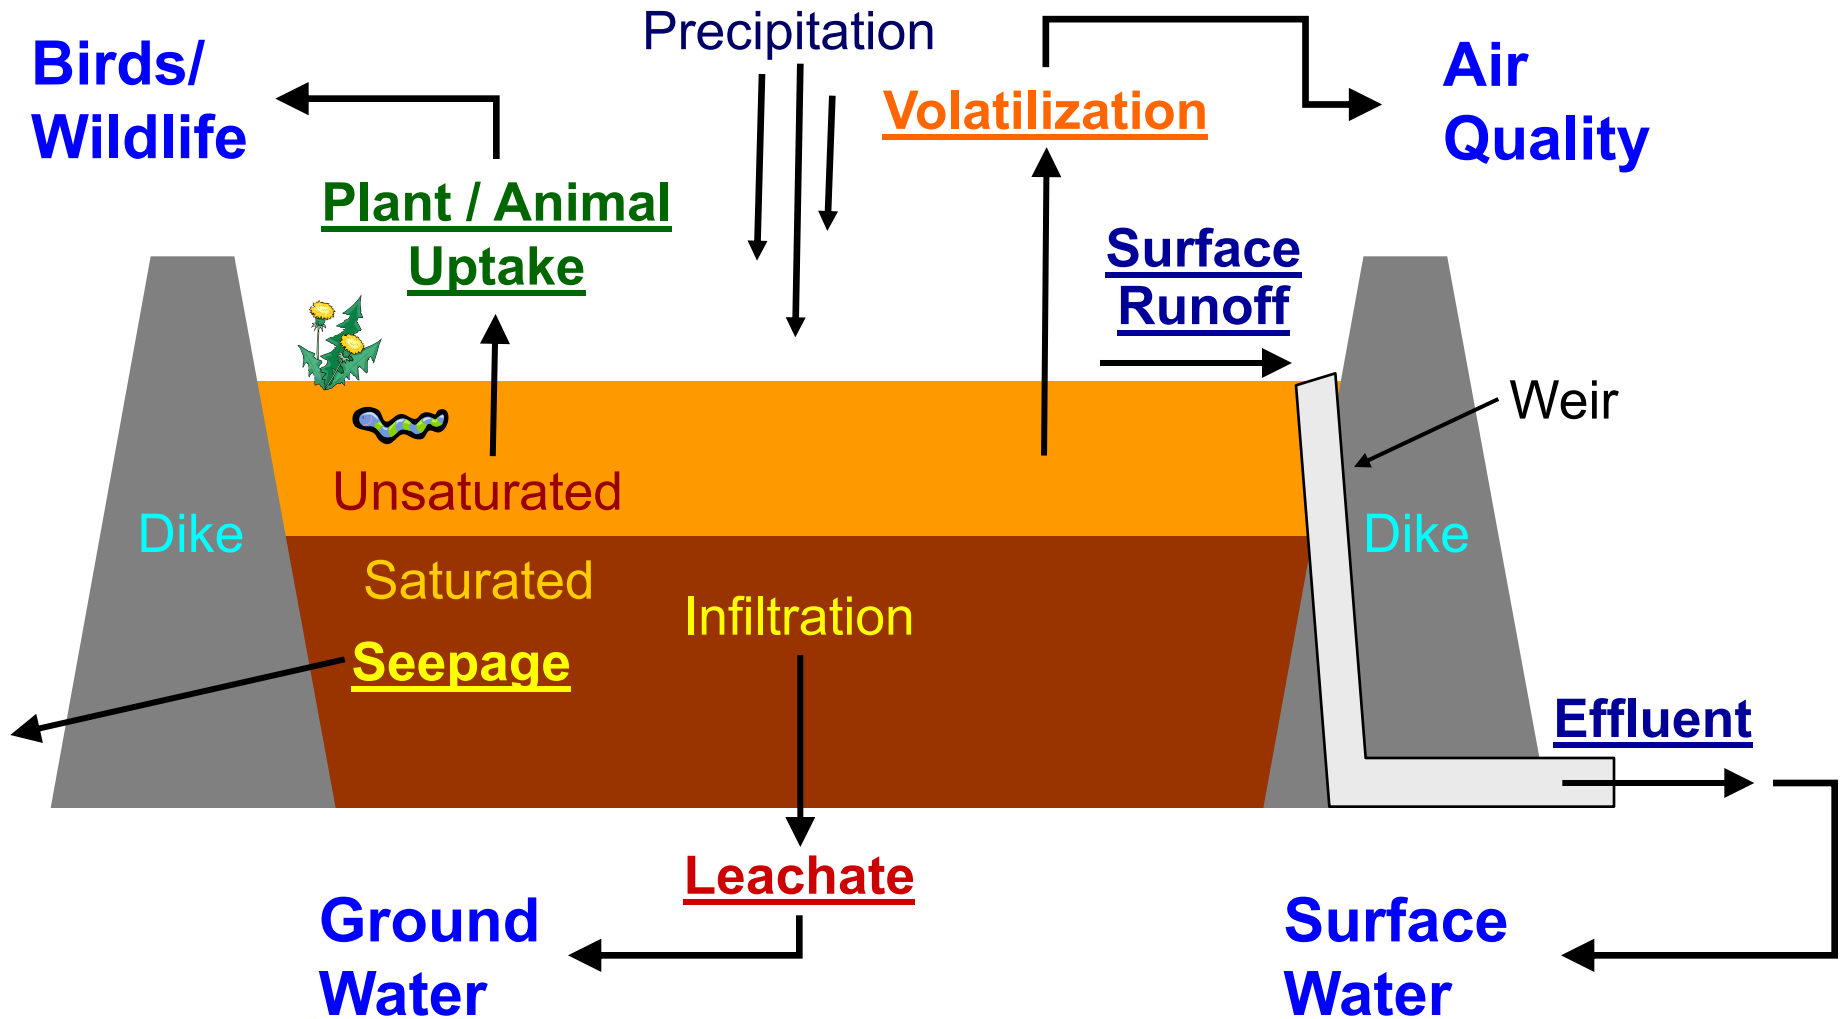 Precipitation
Birds/
Wildlife
Air
Quality
Volatilization
Plant / Animal
Uptake
Surface
Runoff
Weir
Unsaturated
Dike
Dike
Saturated
Infiltration
Seepage
Effluent
Leachate
Ground
Water
Surface
Water